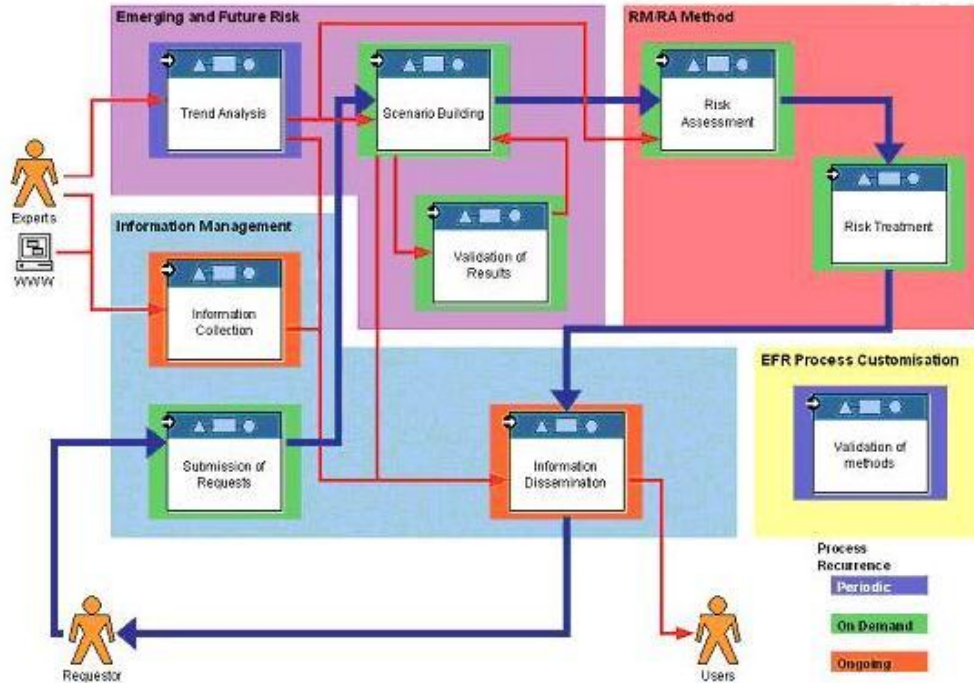 Emerging and Future Risk
RM/RA Method
Trend Analysis
Scenario Building
Risk
Assessment
Experts
WWW
Information Management
Validation of
Results
Risk Treatment
Information
Collection
EFR Process Customisation
Submission of
Requests
Information
Dissemination
Validation of
methods
Process
Recurrence
Periodic
On Demand
Ongoing
Requestor
Users